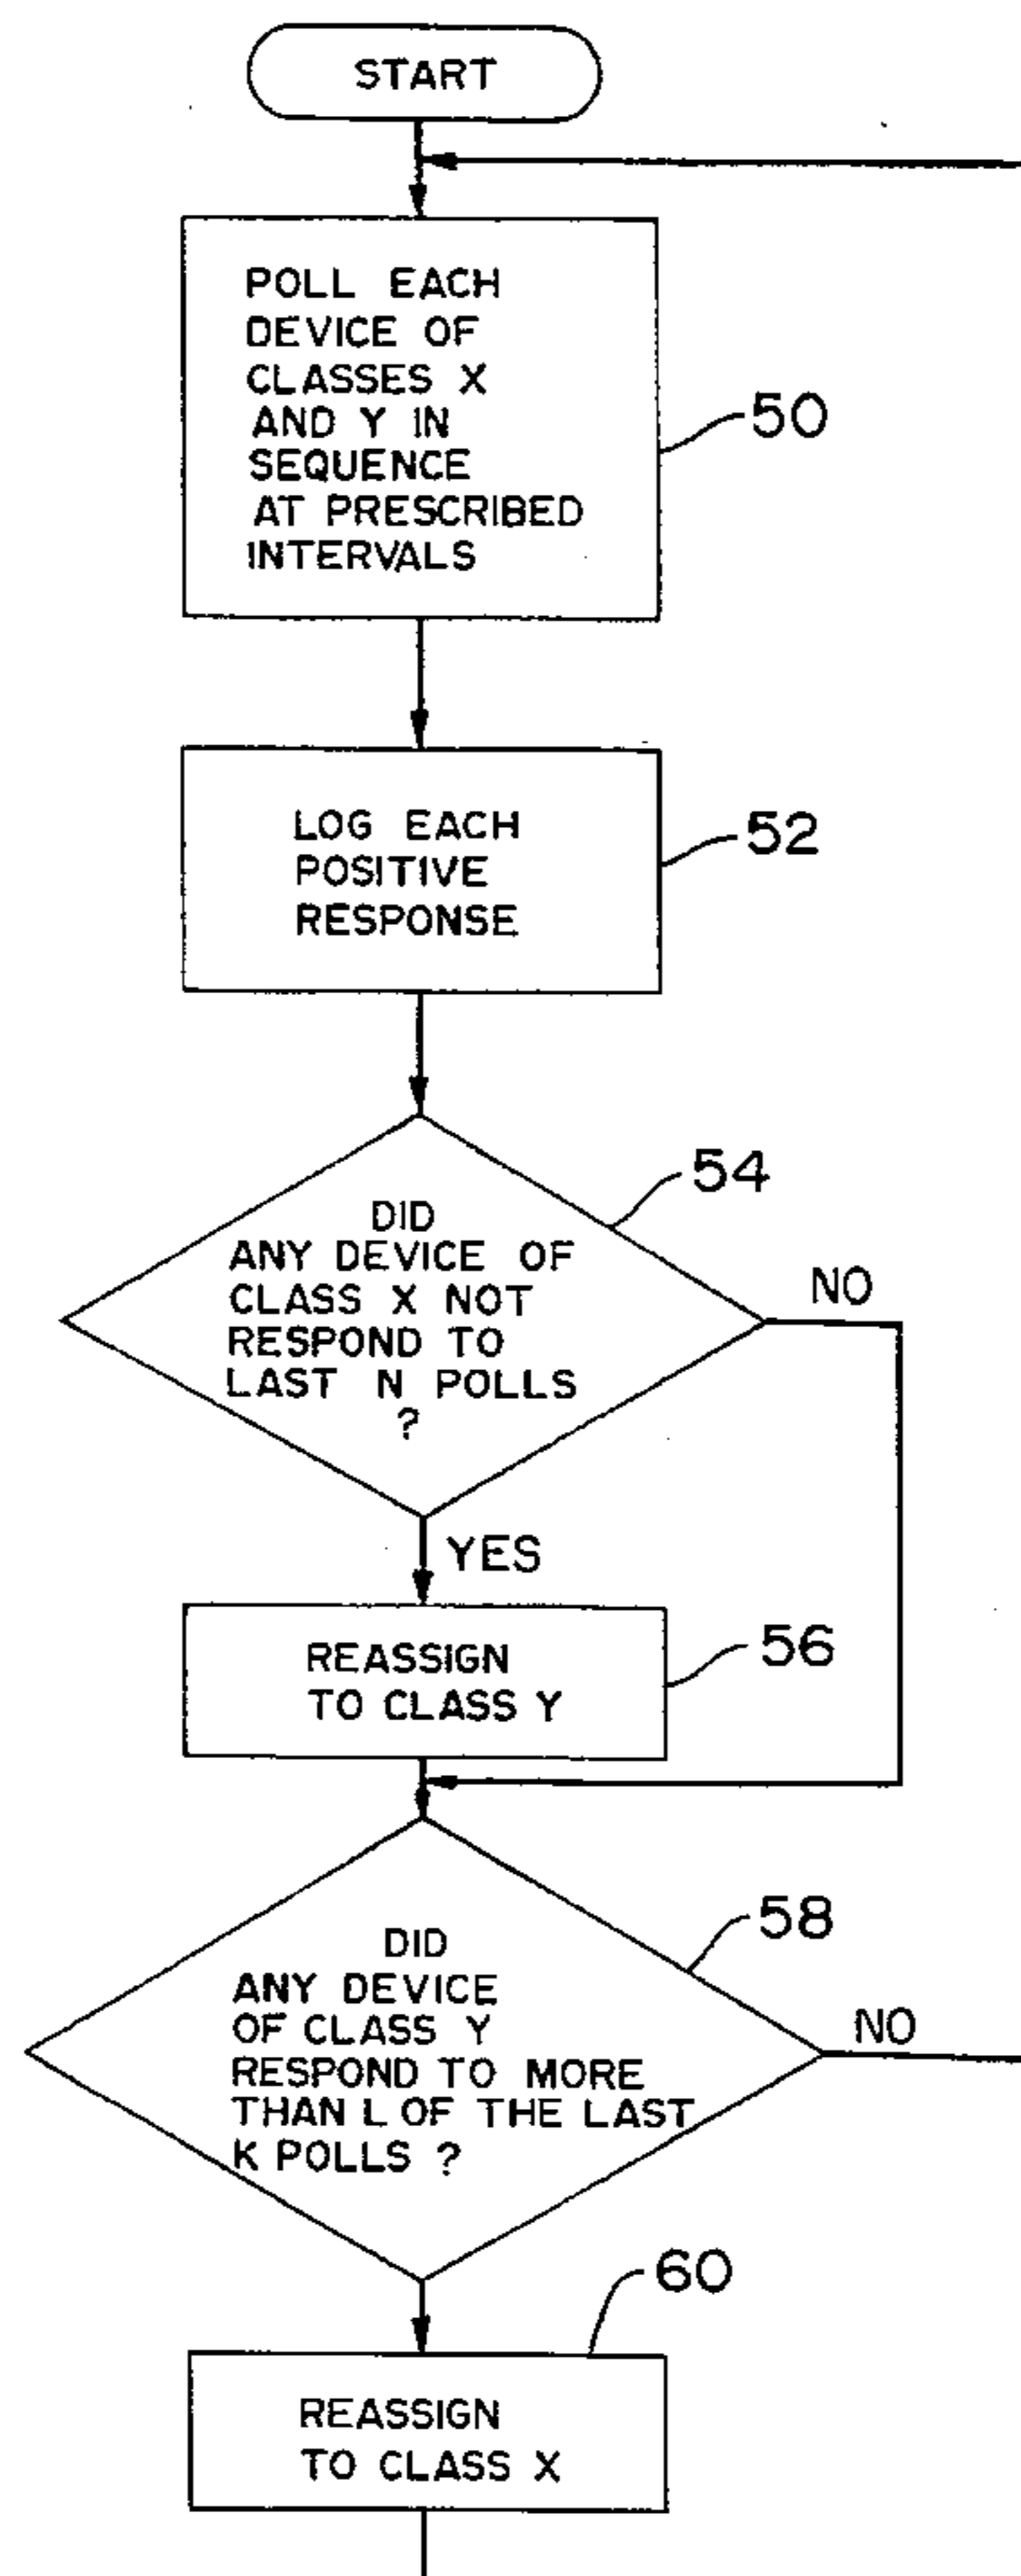 START
POLL EACH
DEVICE OF
CLASSES X
AND Y IN
SEQUENCE
AT PRESCRIBED
INTERVALS
50
LOG EACH
POSITIVE
RESPONSE
52
DID
ANY DEVICE OF
CLASS X NOT
RESPOND TO
LAST N POLLS
?
54
NO
YES
REASSIGN
TO CLASS Y
56
DID
ANY DEVICE
OF CLASS Y
RESPOND TO MORE
THAN L OF THE LAST
K POLLS ?
58
NO
60
REASSIGN
TO CLASS X